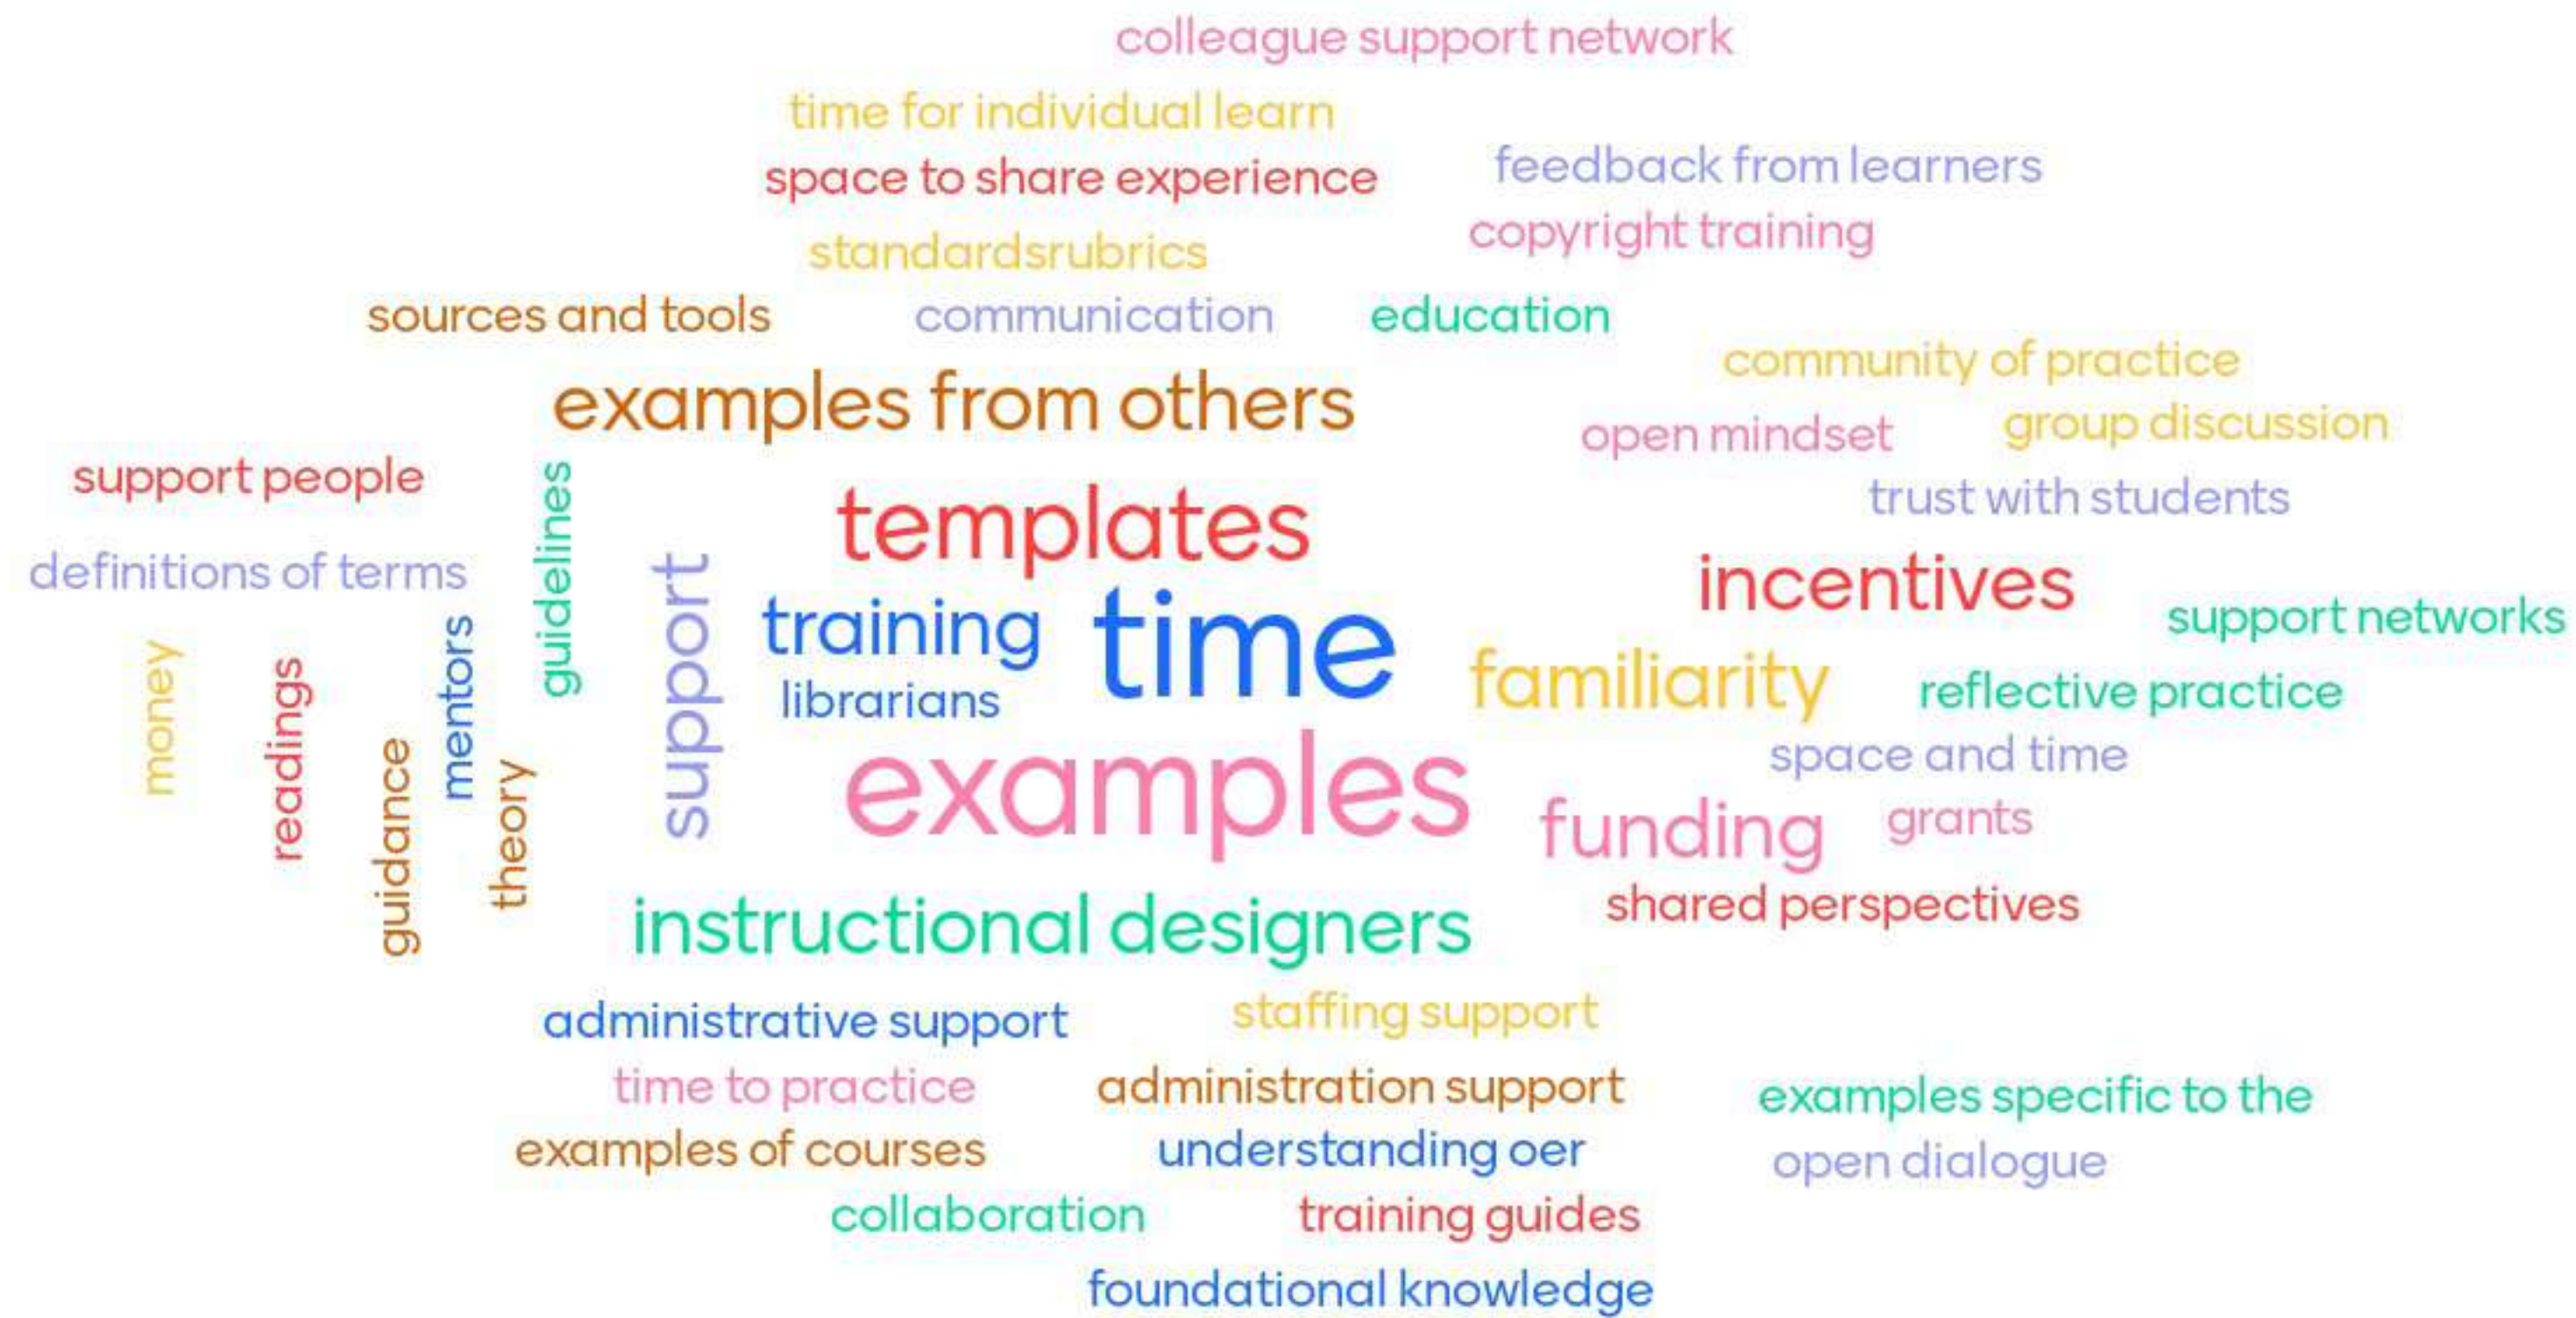 colleague support network
time for individual learn
space to share experience
feedback from learners
copyright training
standardsrubrics
sources and tools
communication
education
community of practice
examples from others
open mindset
group discussion
support people
guidelines
templates
trust with students
definitions of terms
support
training
time
incentives
support networks
money
readings
mentors
librarians
familiarity
reflective practice
guidance
theory
examples
space and time
funding
grants
shared perspectives
instructional designers
administrative support
staffing support
time to practice
administration support
examples specific to the
examples of courses
understanding oer
open dialogue
collaboration
training guides
foundational knowledge